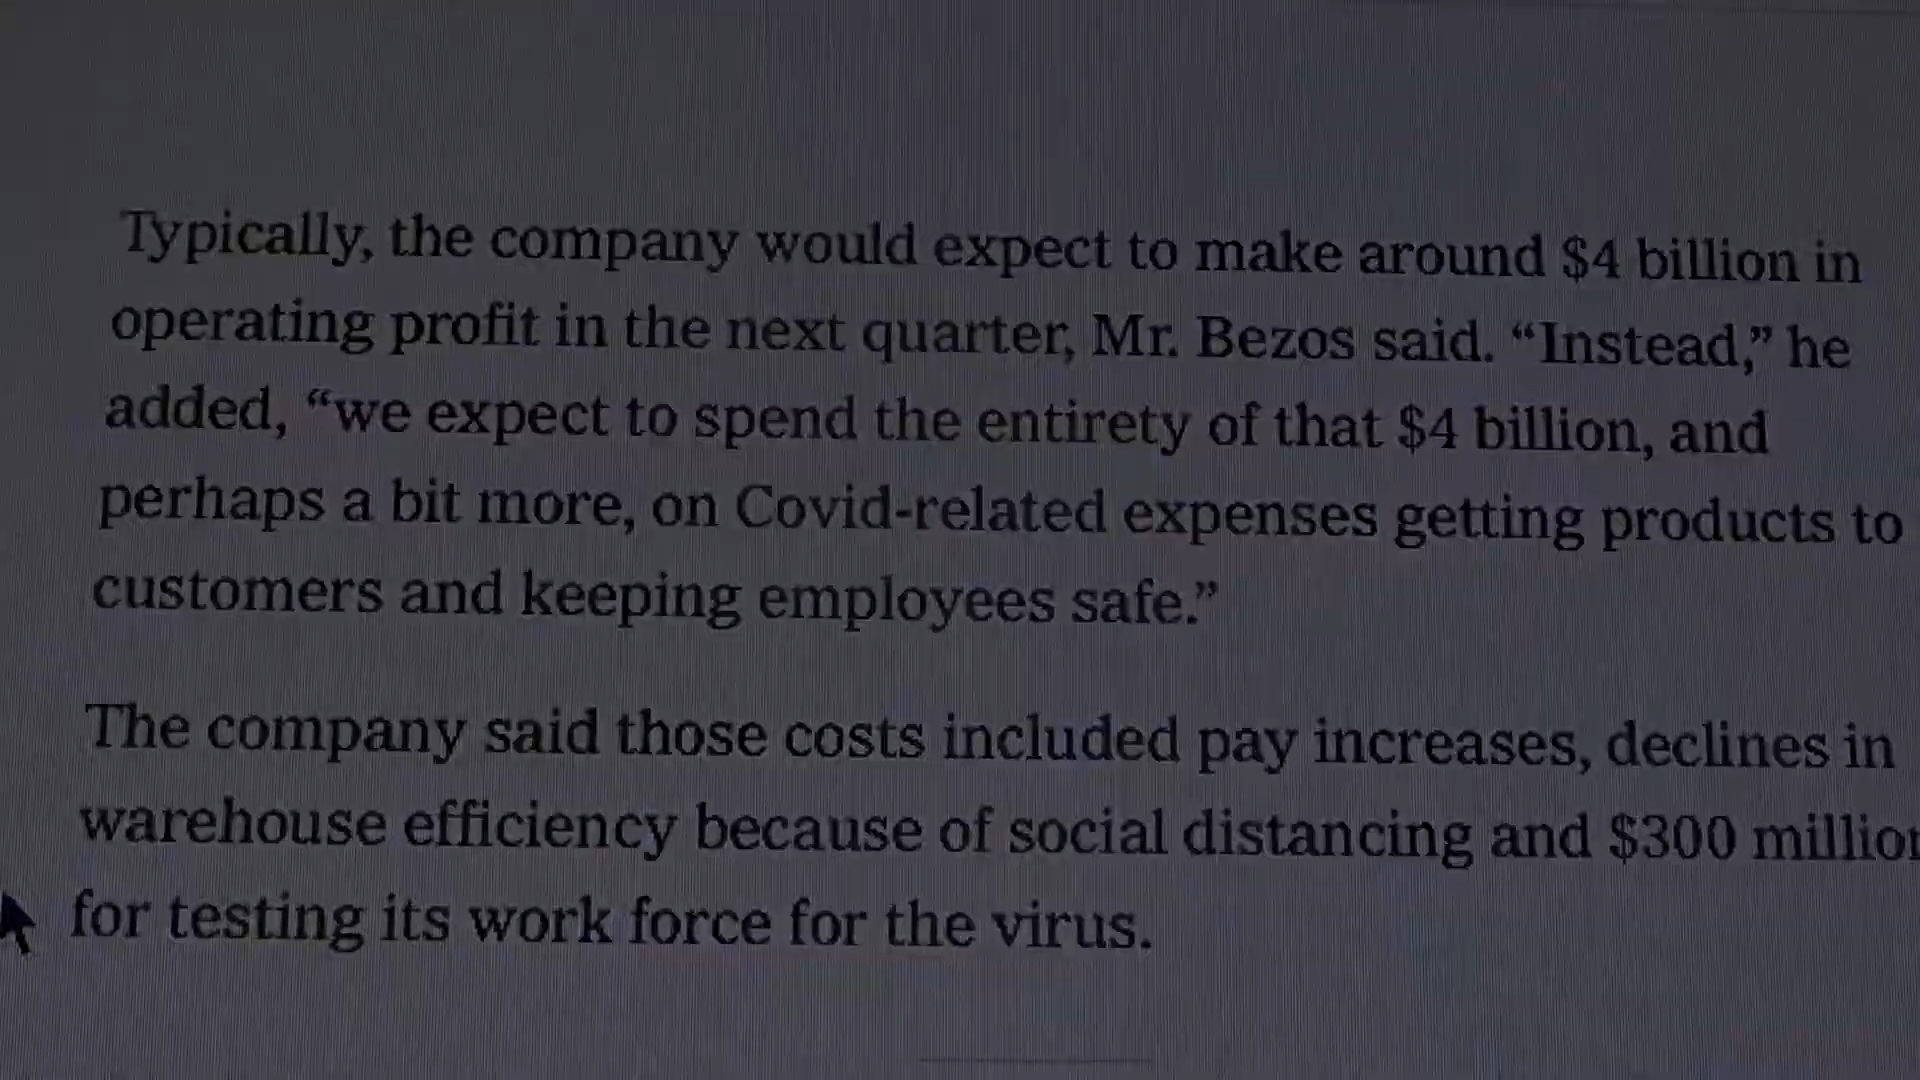 Typically, the company would expect to make around $4 billion in
operating profit in the next quarter, Mr. Bezos said. “Instead,” he
added, “we expect to spend the entirety of that $4 billion, and
perhaps a bit more, on Covid-related expenses getting products to
customers and keeping employees safe.”
The company said those costs included pay increases, declines in
warehouse efficiency because of social distancing and $300 million
for testing its work force for the virus.